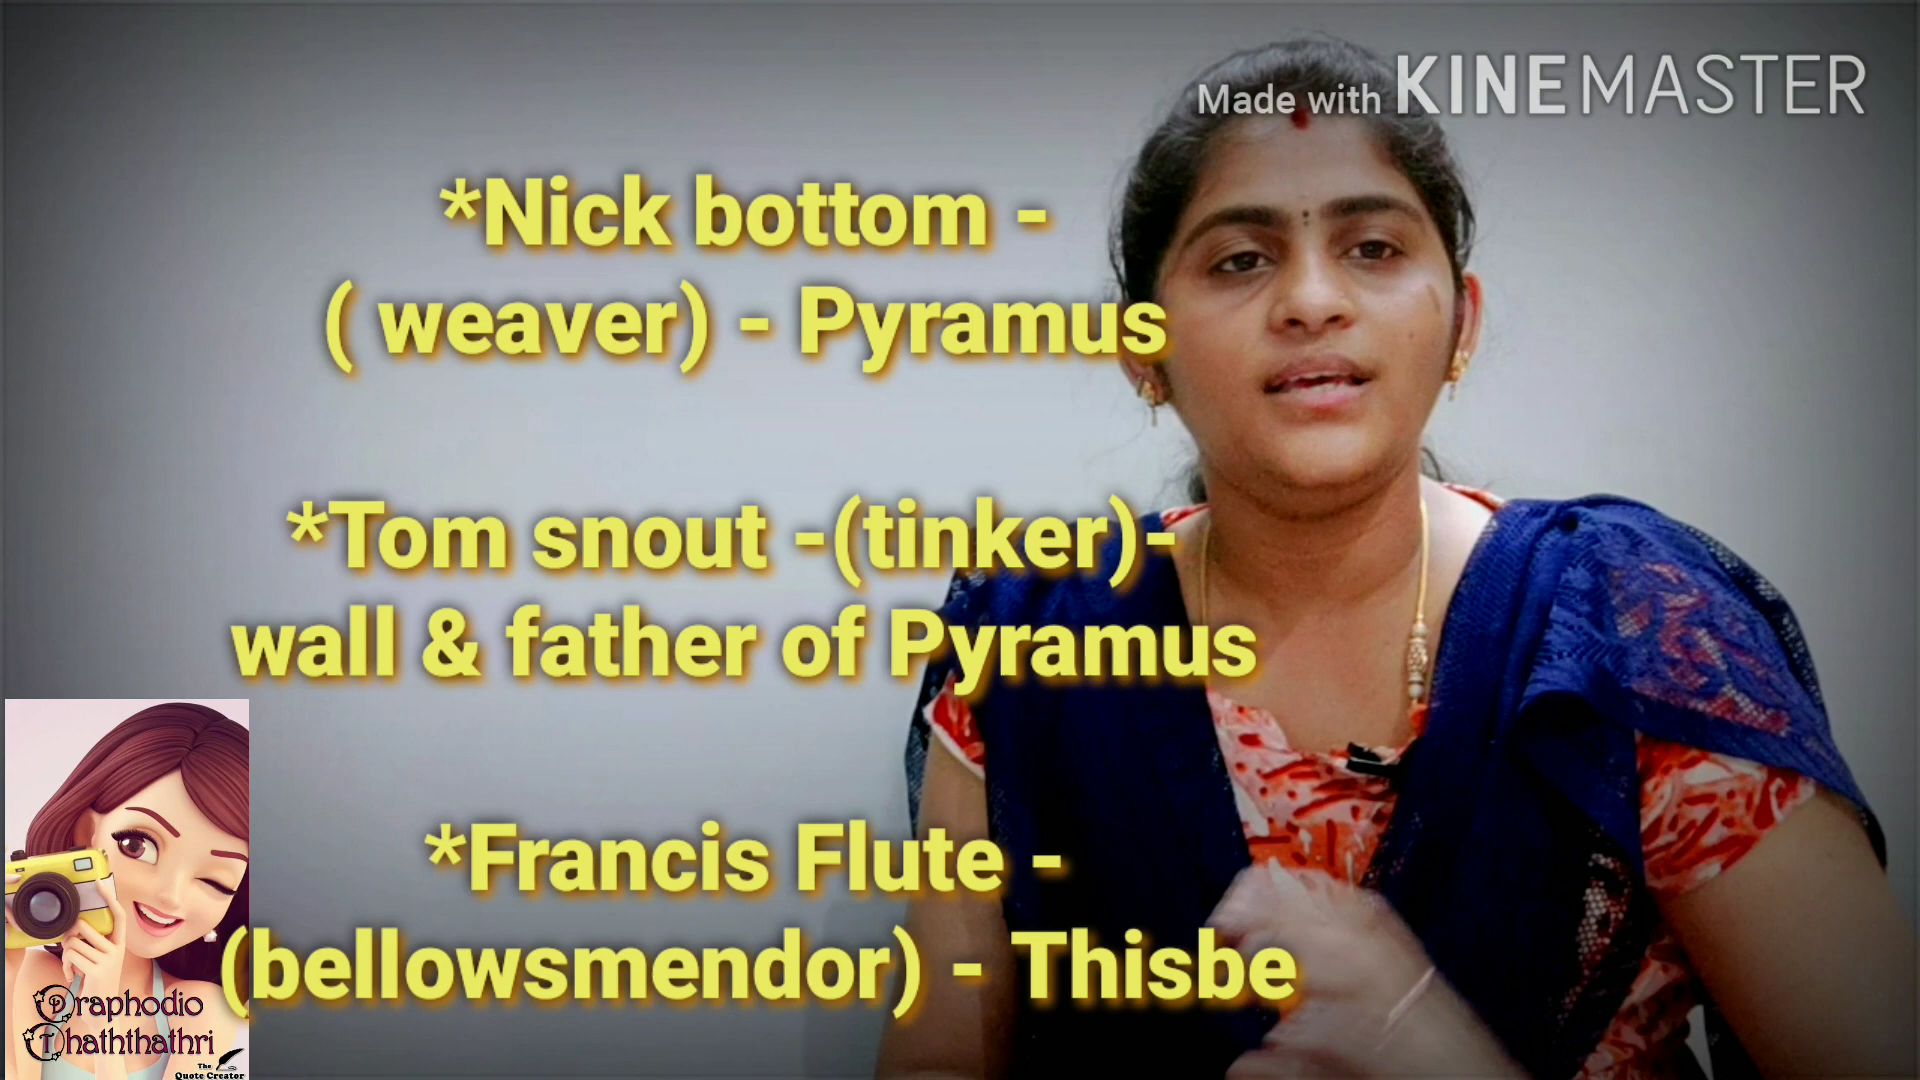 Made with KINEMASTER
*Nick bottom -
( weaver) - Pyramus
*Tom snout -(tinker)-
wall & father of Pyramus
*Francis Flute -
(bellowsmendor) - Thisbe
Praphodio
Thaththathri
The
Quote Creator